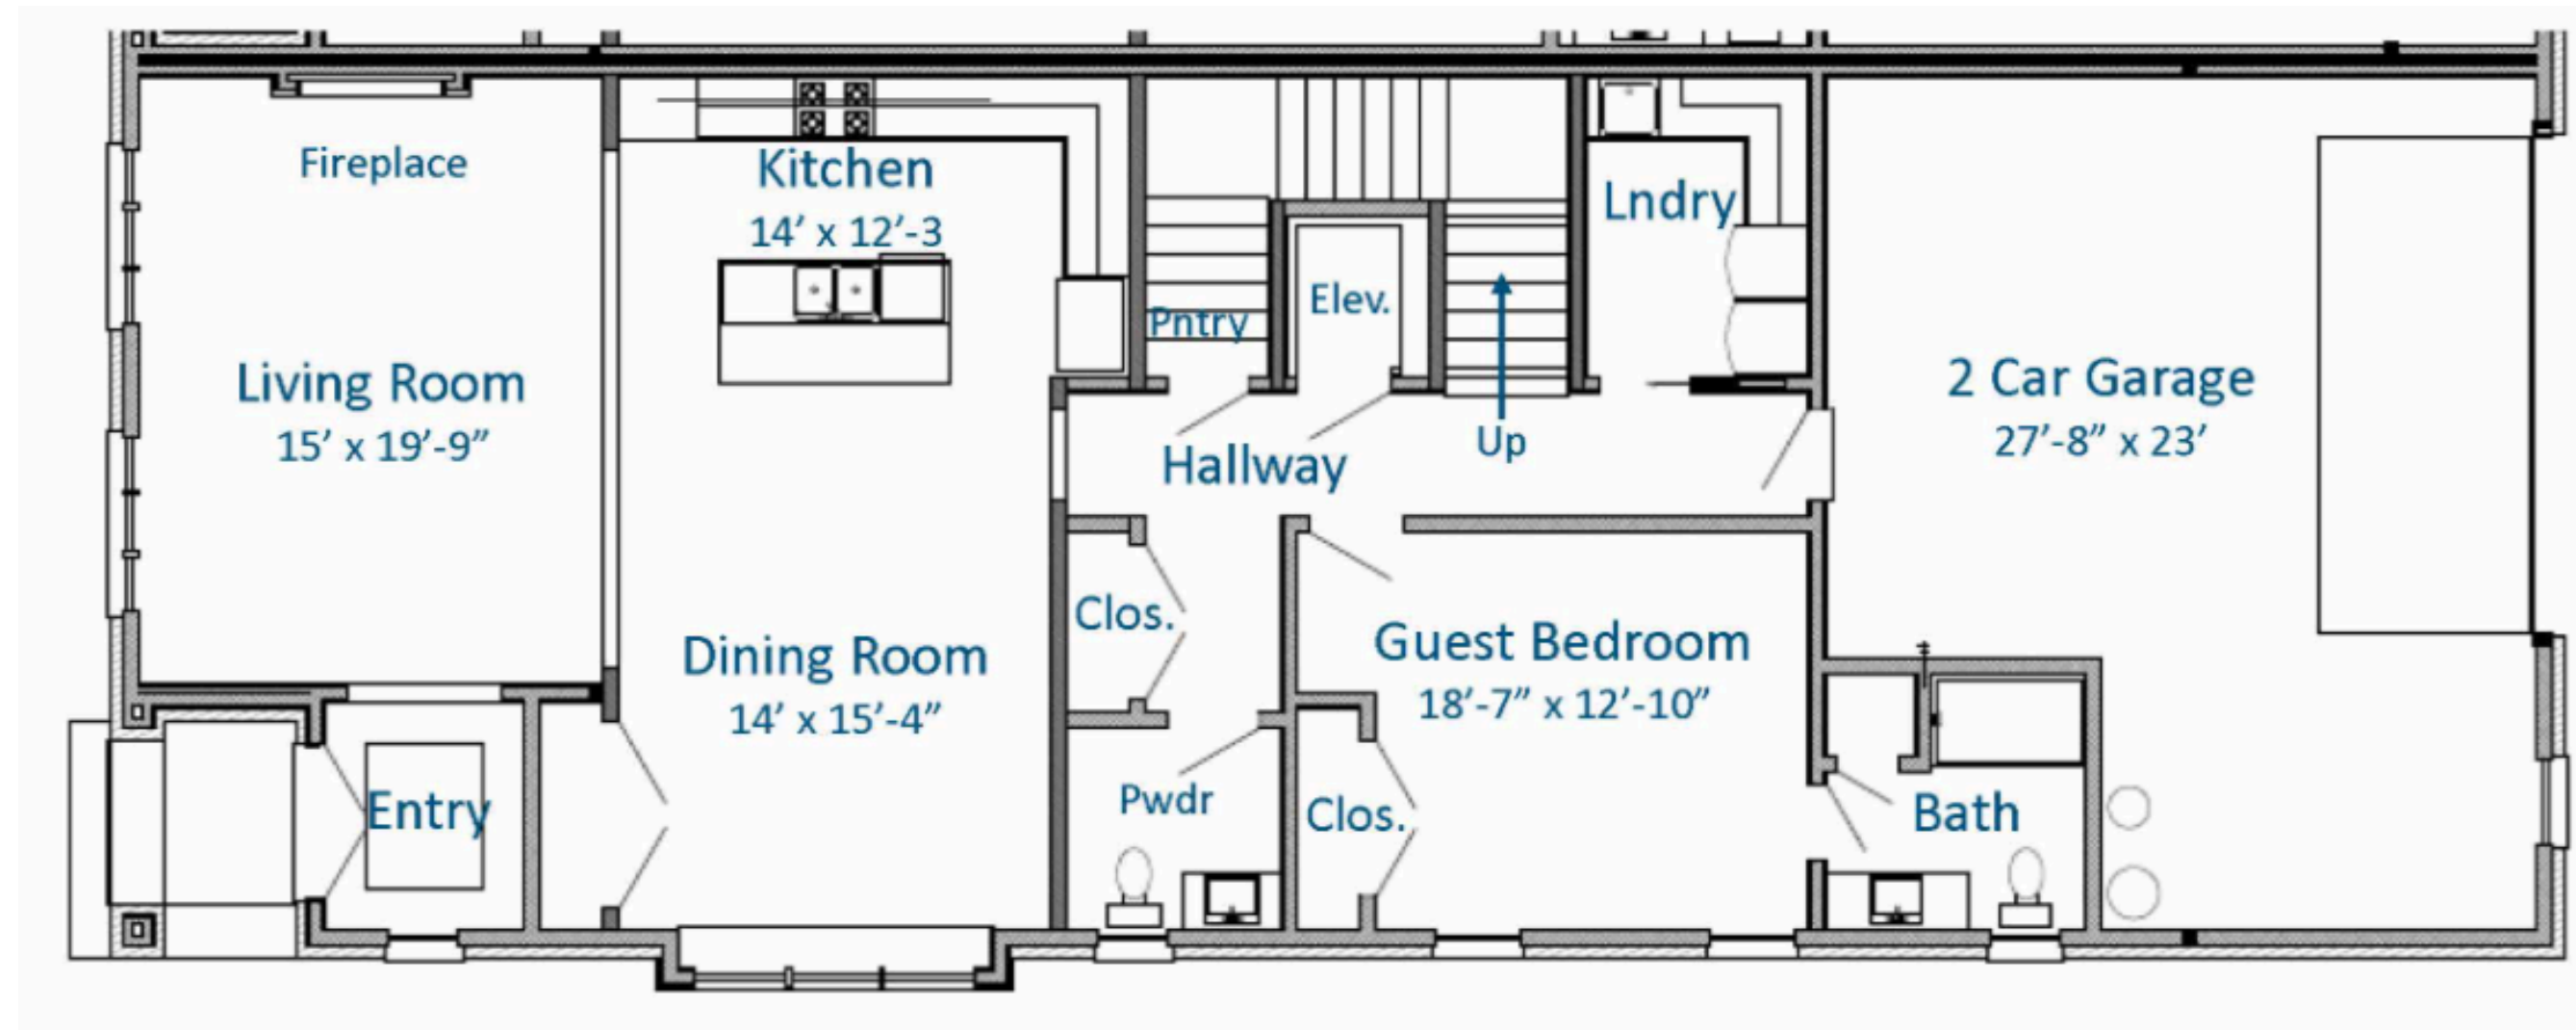 Fireplace
Kitchen
14’ x 12’-3
Lndry
Pntry
Elev.
Up
Living Room
15’ x 19’-9”
Hallway
2 Car Garage
27’-8” x 23’
Clos.
Dining Room
14’ x 15’-4”
Guest Bedroom
18’-7” x 12’-10”
Entry
Pwdr
Clos.
Bath